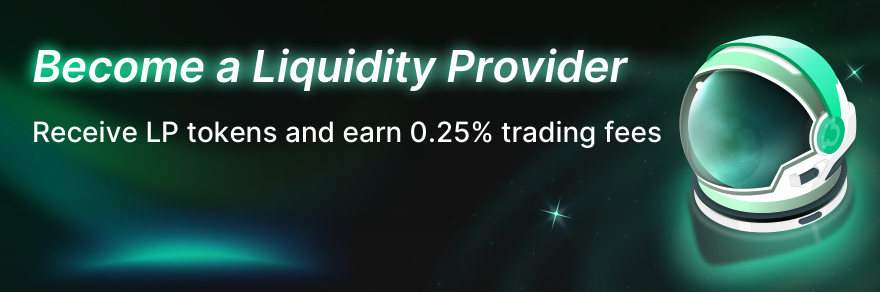 Become a Liquidity Provider
Receive LP tokens and earn 0.25% trading fees